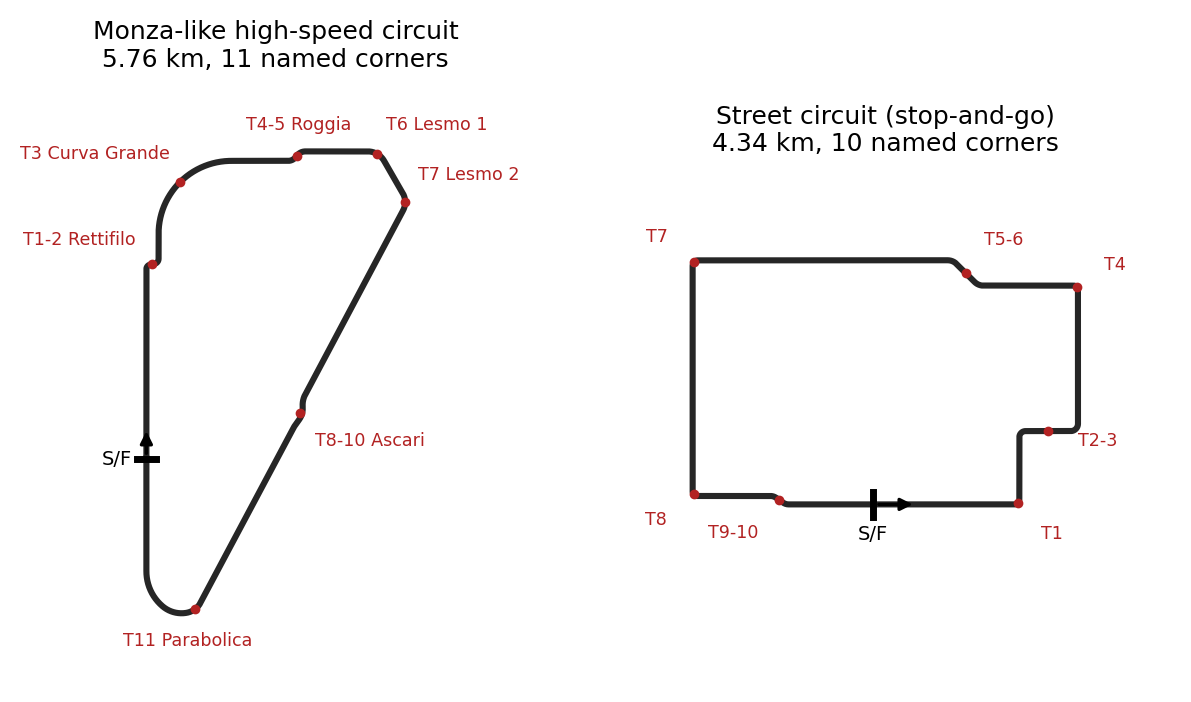 Monza-like high-speed circuit
5.76 km, 11 named corners
T4-5 Roggia
T6 Lesmo 1
T3 Curva Grande
T7 Lesmo 2
T1-2 Rettifilo
T8-10 Ascari
S/F
T11 Parabolica
Street circuit (stop-and-go)
4.34 km, 10 named corners
T7
T5-6
T4
T2-3
T8
T9-10
S/F
T1